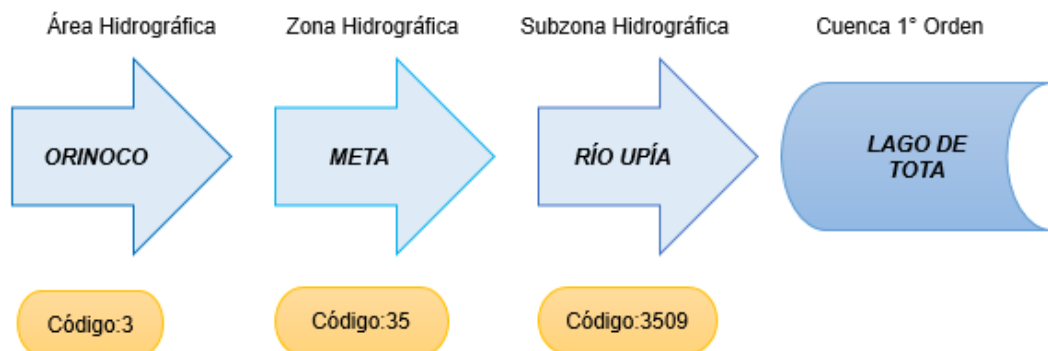 Área Hidrográfica
Zona Hidrográfica
Subzona Hidrográfica
Cuenca 1° Orden
ORINOCO
META
RÍO UPÍA
LAGO DE
TOTA
Código:3
Código:35
Código:3509